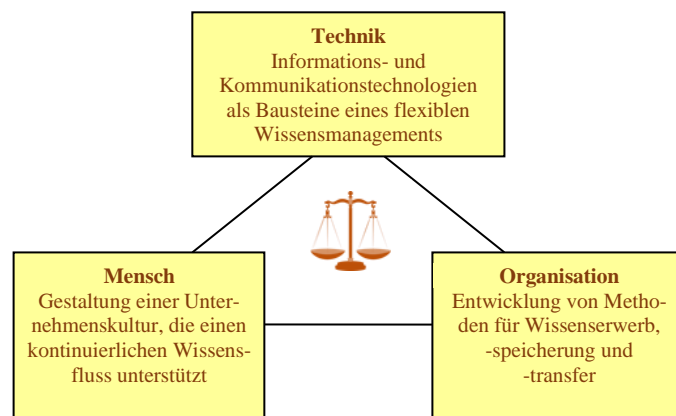 Technik
Informations- und
Kommunikationstechnologien
als Bausteine eines flexiblen
Wissensmanagements
Mensch
Gestaltung einer Unter-
nehmenskultur, die einen
kontinuierlichen Wissens-
fluss unterstützt
Organisation
Entwicklung von Metho-
den für Wissenserwerb,
-speicherung und
-transfer